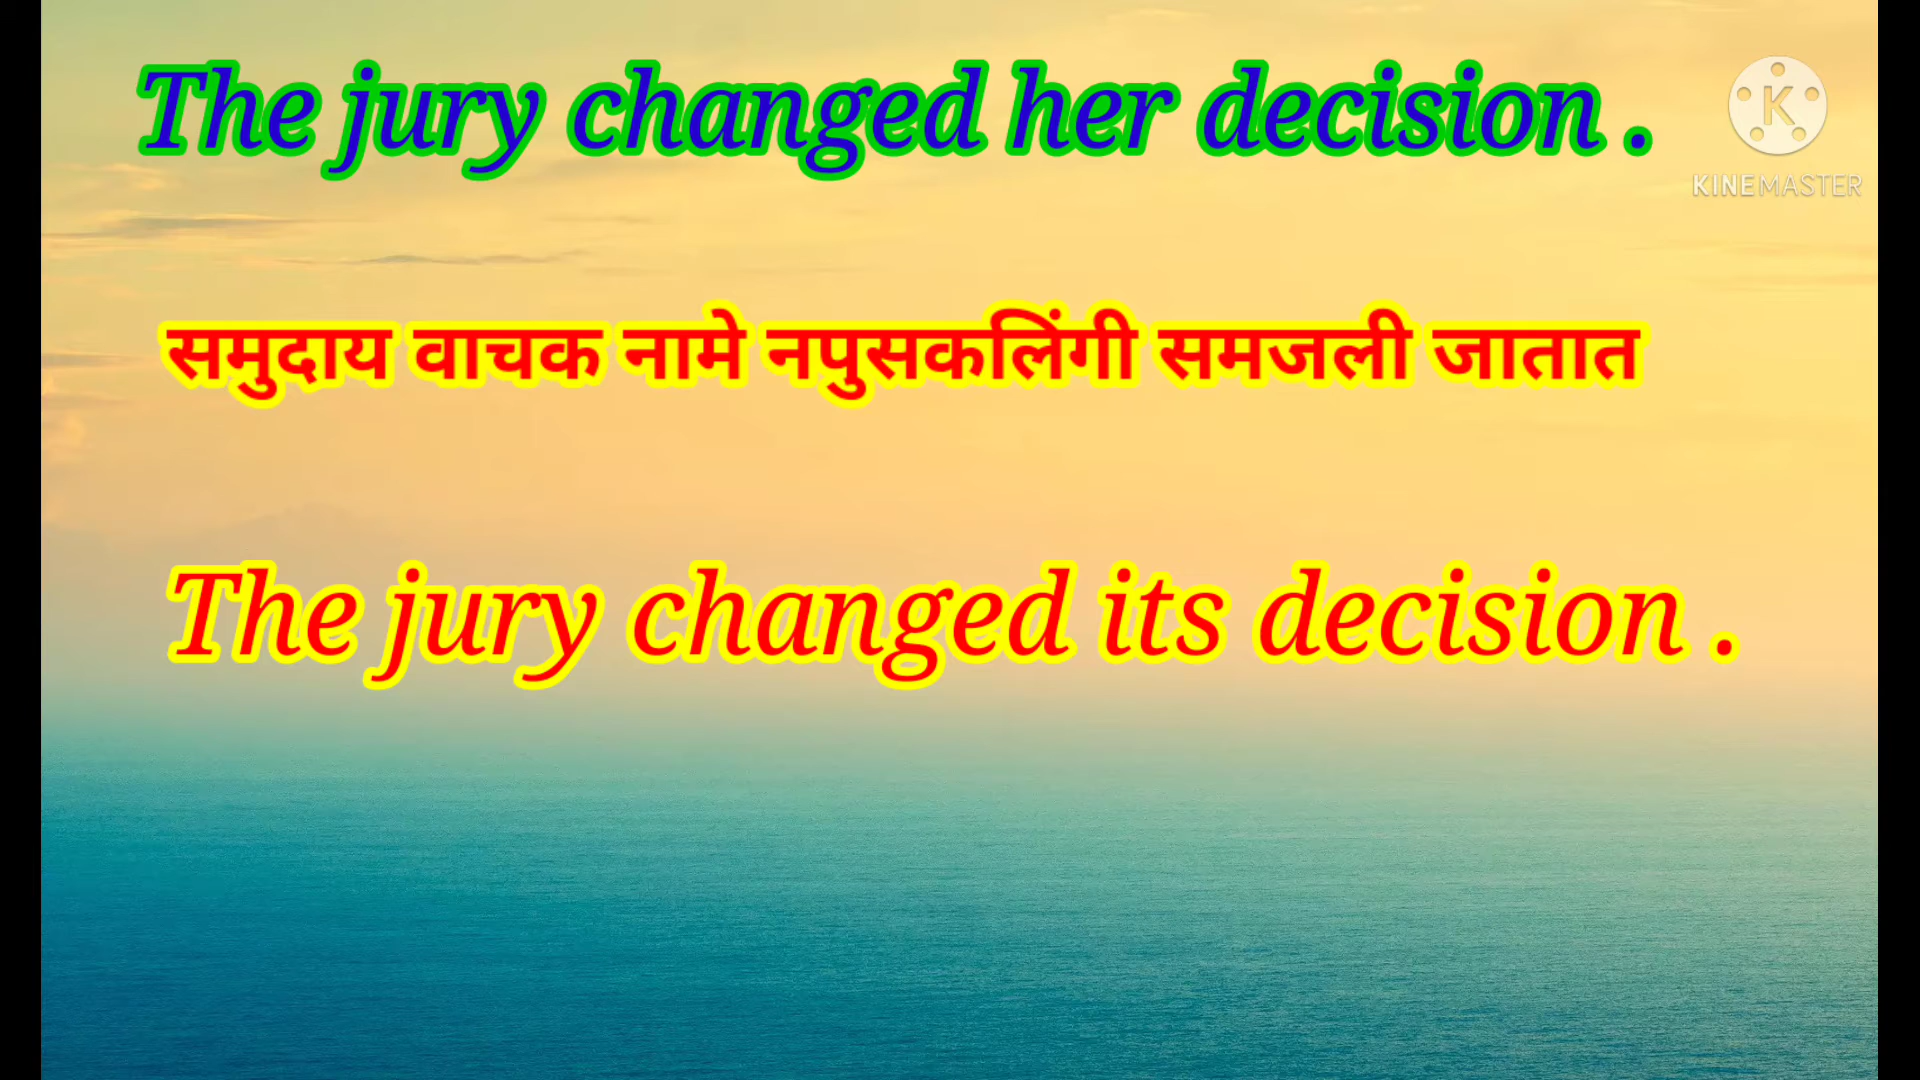 The jury changed her decision .
K
KINEMASTER
समुदाय वाचक नामे नपुसकलिंगी समजली जातात
The jury changed its decision .